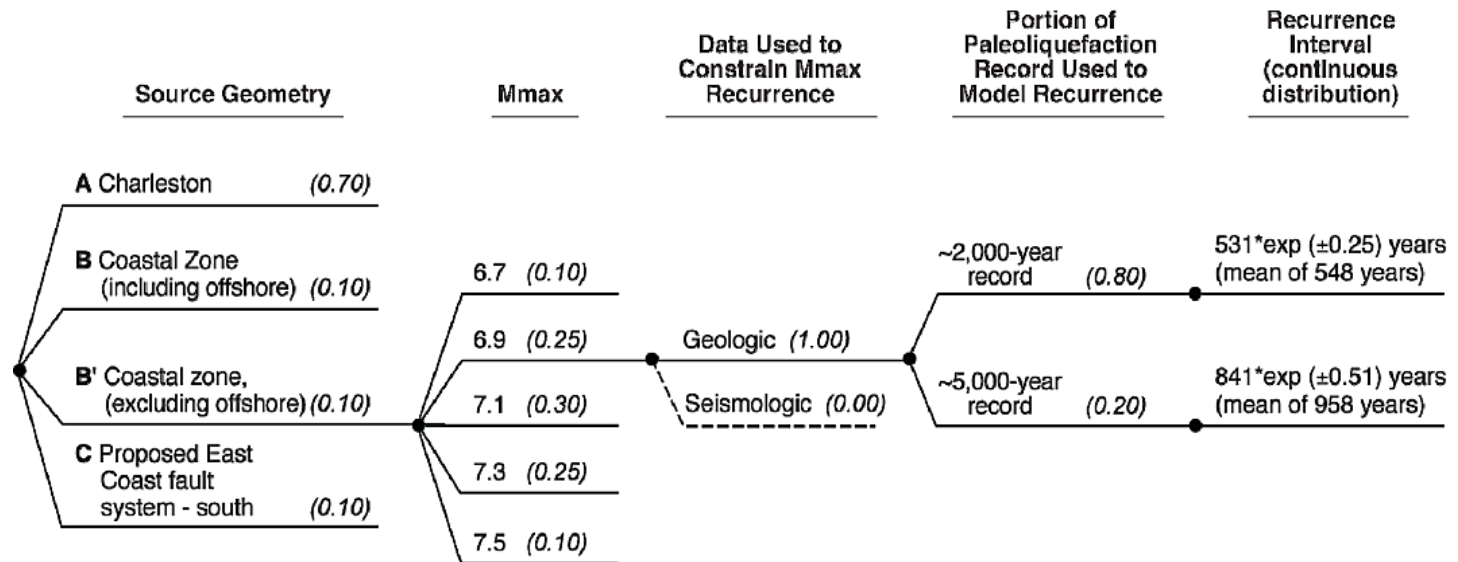 Source Geometry
Mmax
Data Used to
Constrain Mmax
Recurrence
Portion of
Paleoliquefaction
Record Used to
Model Recurrence
Recurrence
Interval
(continuous
distribution)
A Charleston (0.70)
B Coastal Zone
(including offshore) (0.10)
B' Coastal zone,
(excluding offshore) (0.10)
C Proposed East
Coast fault
system - south (0.10)
6.7 (0.10)
6.9 (0.25)
7.1 (0.30)
7.3 (0.25)
7.5 (0.10)
Geologic (1.00)
Seismologic (0.00)
~2,000-year
record (0.80)
~5,000-year
record (0.20)
531*exp (±0.25) years
(mean of 548 years)
841*exp (±0.51) years
(mean of 958 years)